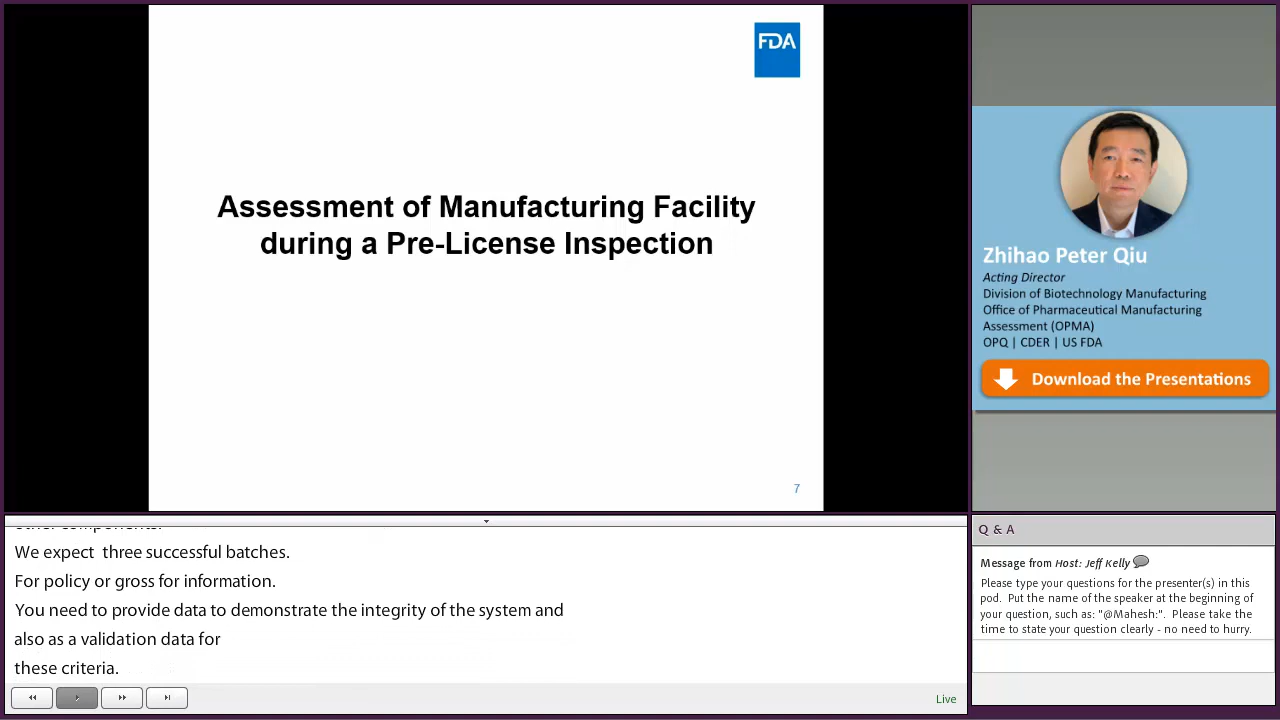 FDA
Assessment of Manufacturing Facility
during a Pre-License Inspection
7
Zhihao Peter Qiu
Acting Director
Division of Biotechnology Manufacturing
Office of Pharmaceutical Manufacturing
Assessment (OPMA)
OPQ | CDER | US FDA
Download the Presentations
We expect  three successful batches.
For policy or gross for information.
You need to provide data to demonstrate the integrity of the system and
also as a validation data for
these criteria.
Live
Q & A
Message from Host: Jeff Kelly
Please type your questions for the presenter(s) in this
pod.  Put the name of the speaker at the beginning of
your question, such as: "@Mahesh:".  Please take the
time to state your question clearly - no need to hurry.